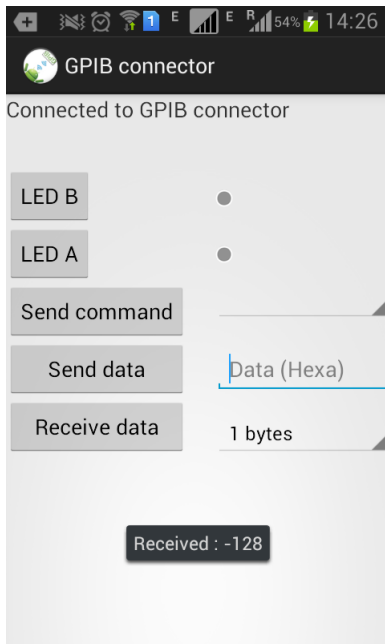 1 E E R 54% 14:26
GPIB connector
Connected to GPIB connector
LED B
LED A
Send command
Send data Data (Hexa)
Receive data 1 bytes
Received : -128